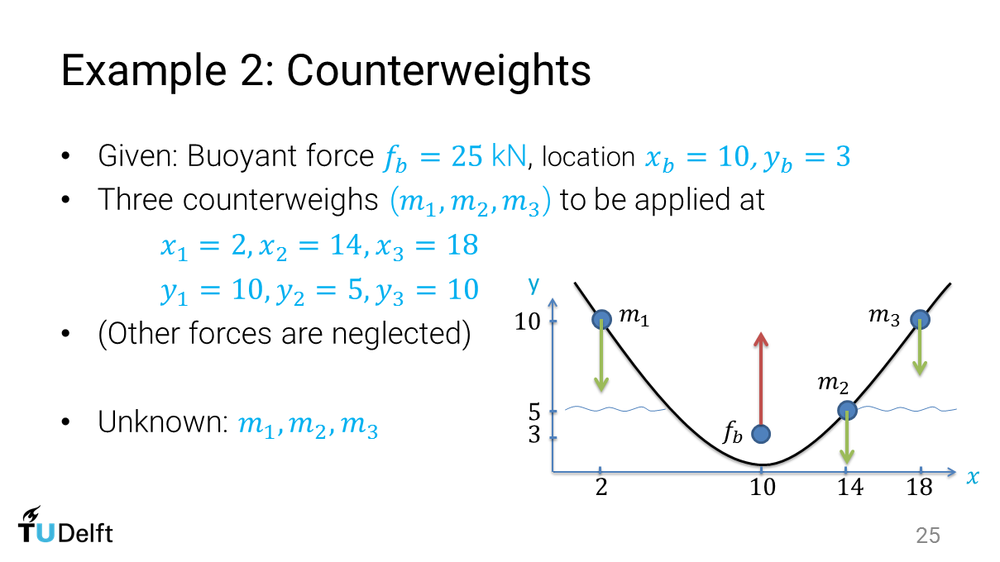 Example 2: Counterweights
• Given: Buoyant force f_b = 25 kN, location x_b = 10, y_b = 3
• Three counterweighs (m_1, m_2, m_3) to be applied at
x_1 = 2, x_2 = 14, x_3 = 18
y_1 = 10, y_2 = 5, y_3 = 10
• (Other forces are neglected)
• Unknown: m_1, m_2, m_3
y
10
m_1
m_3
m_2
5
3
f_b
2
10
14
18
x
TUDelft
25